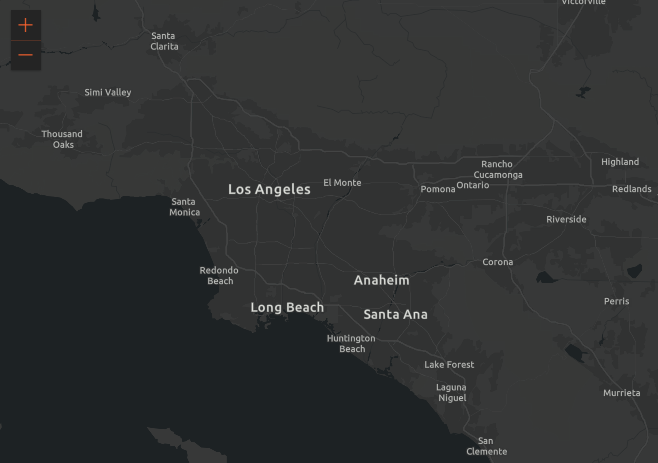 Victorville
+
−
Santa
Clarita
Simi Valley
Thousand
Oaks
Rancho
Cucamonga
Highland
Los Angeles
El Monte
Pomona
Ontario
Redlands
Santa
Monica
Riverside
Corona
Redondo
Beach
Anaheim
Perris
Long Beach
Santa Ana
Huntington
Beach
Lake Forest
Laguna
Niguel
Murrieta
San
Clemente